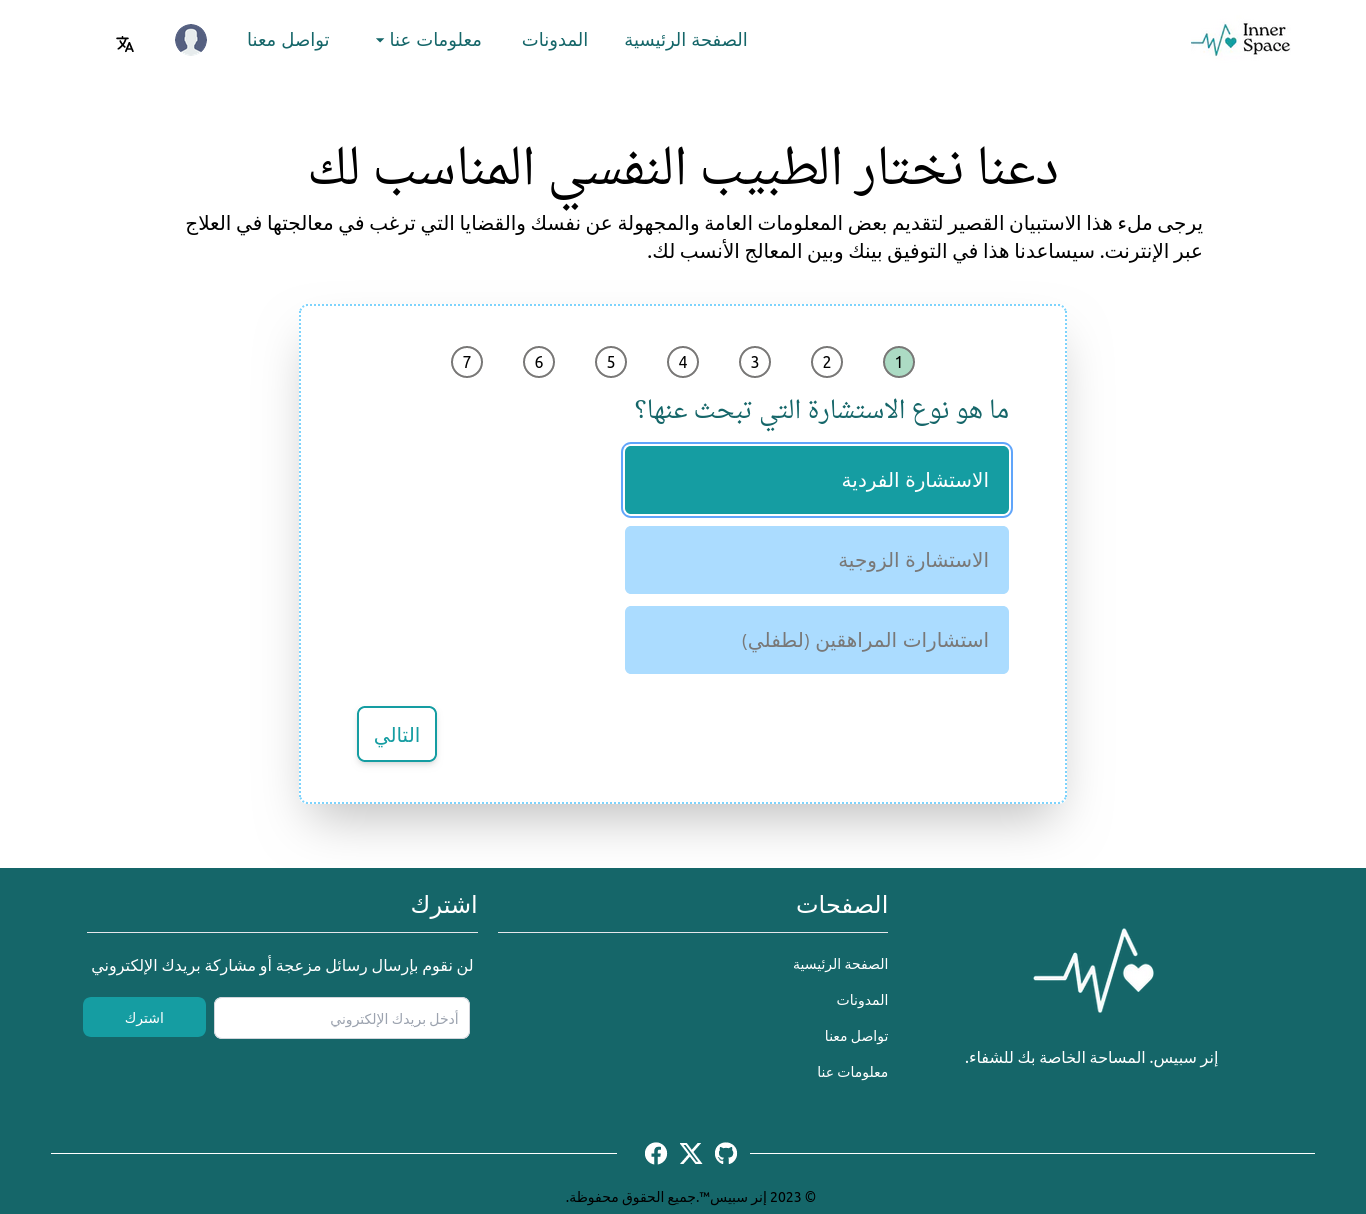 Inner
Space
الصفحة الرئيسية
المدونات
معلومات عنا
تواصل معنا
دعنا نختار الطبيب النفسي المناسب لك
يرجى ملء هذا الاستبيان القصير لتقديم بعض المعلومات العامة والمجهولة عن نفسك والقضايا التي ترغب في معالجتها في العلاج
عبر الإنترنت. سيساعدنا هذا في التوفيق بينك وبين المعالج الأنسب لك.
1 2 3 4 5 6 7
ما هو نوع الاستشارة التي تبحث عنها؟
الاستشارة الفردية
الاستشارة الزوجية
استشارات المراهقين (لطفلي)
التالي
إنر سبيس. المساحة الخاصة بك للشفاء.
الصفحات
الصفحة الرئيسية
المدونات
تواصل معنا
معلومات عنا
اشترك
لن نقوم بإرسال رسائل مزعجة أو مشاركة بريدك الإلكتروني
أدخل بريدك الإلكتروني
اشترك
© 2023 إنر سبيس™.جميع الحقوق محفوظة.